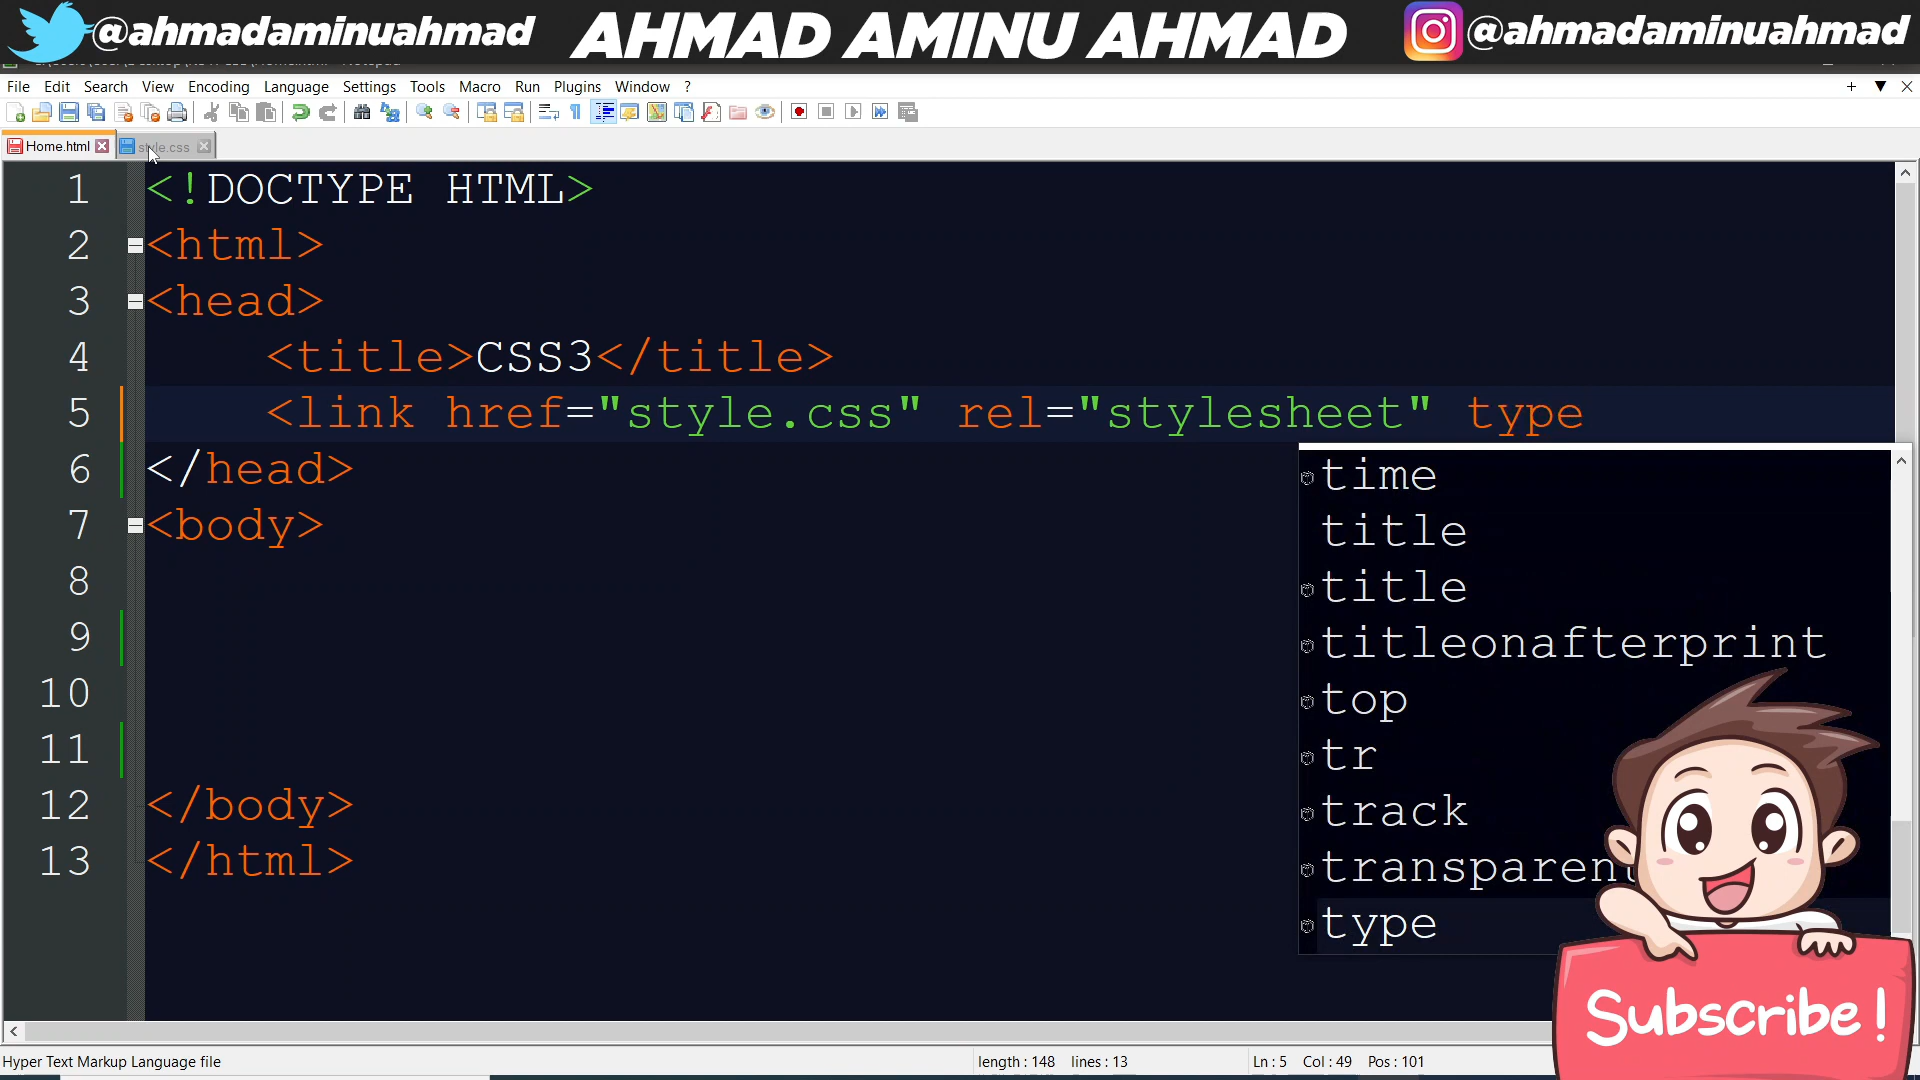 @ahmadaminuahmad AHMAD AMINU AHMAD @ahmadaminuahmad
File Edit Search View Encoding Language Settings Tools Macro Run Plugins Window ? + ▼ ✕
Home.html style.css
1 <!DOCTYPE HTML>
2 <html>
3 <head>
4 <title>CSS3</title>
5 <link href="style.css" rel="stylesheet" type
6 </head>
7 <body>
8
9
10
11
12 </body>
13 </html>
time
title
title
titleonafterprint
top
tr
track
transparent
type
Subscribe!
Hyper Text Markup Language file length : 148 lines : 13 Ln : 5 Col : 49 Pos : 101